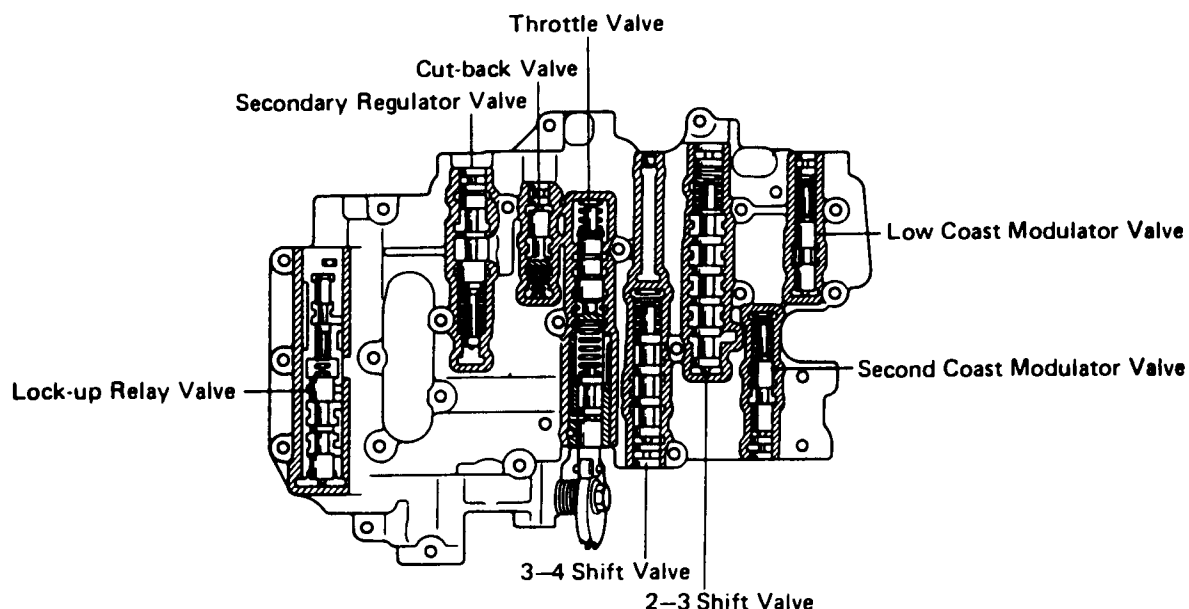 Throttle Valve
Cut-back Valve
Secondary Regulator Valve
Low Coast Modulator Valve
Second Coast Modulator Valve
Lock-up Relay Valve
3–4 Shift Valve
2–3 Shift Valve